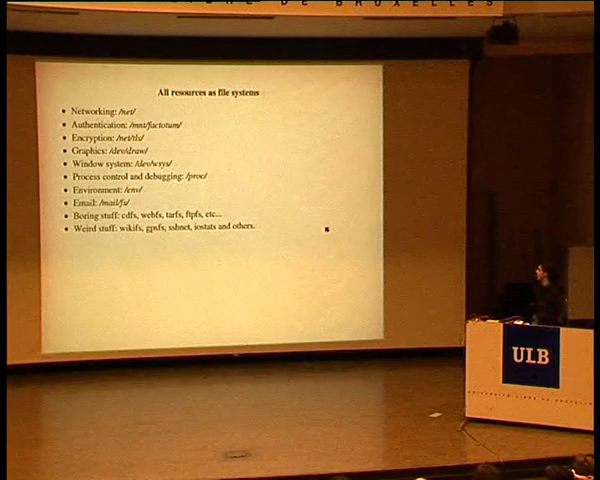 DE BRUXELLES
All resources as file systems
• Networking: /net/
• Authentication: /mnt/factotum/
• Encryption: /net/tls/
• Graphics: /dev/draw/
• Window system: /dev/wsys/
• Process control and debugging: /proc/
• Environment: /env/
• Email: /mail/fs/
• Boring stuff: cdfs, webfs, tarfs, ftpfs, etc...
• Weird stuff: wikifs, gpsfs, sshnet, iostats and others.
ULB